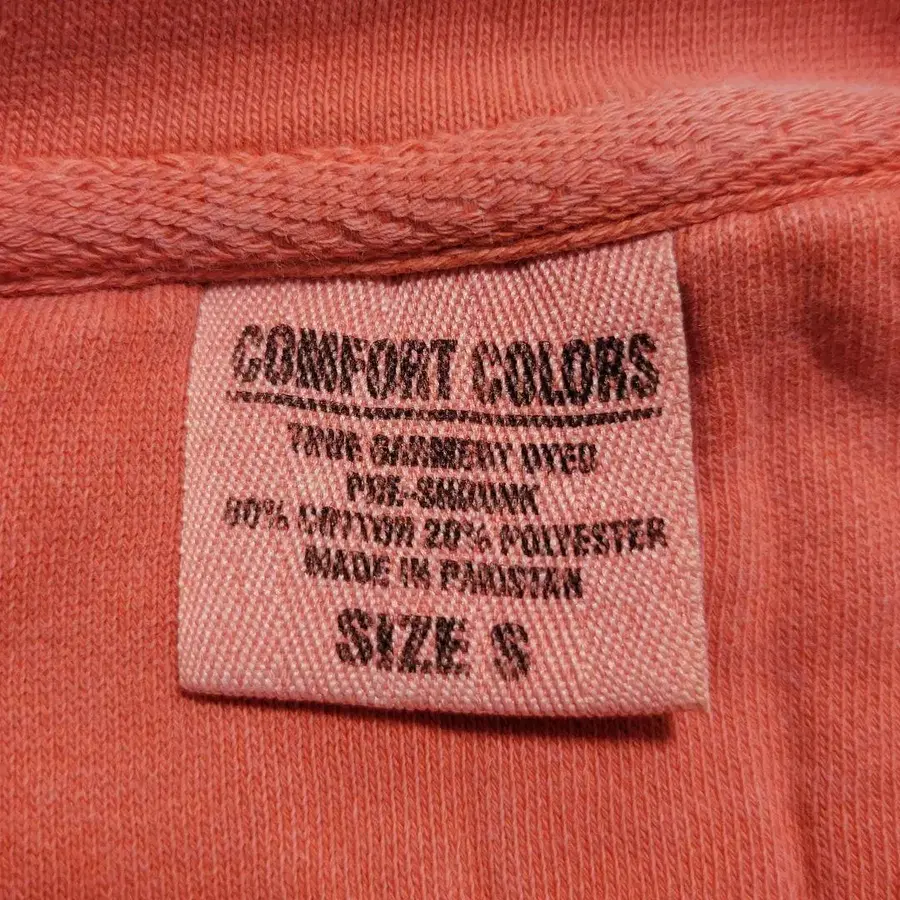 COMFORT COLORS
TRUE GARMENT DYED
PRE-SHRUNK
80% COTTON 20% POLYESTER
MADE IN PAKISTAN
SIZE S